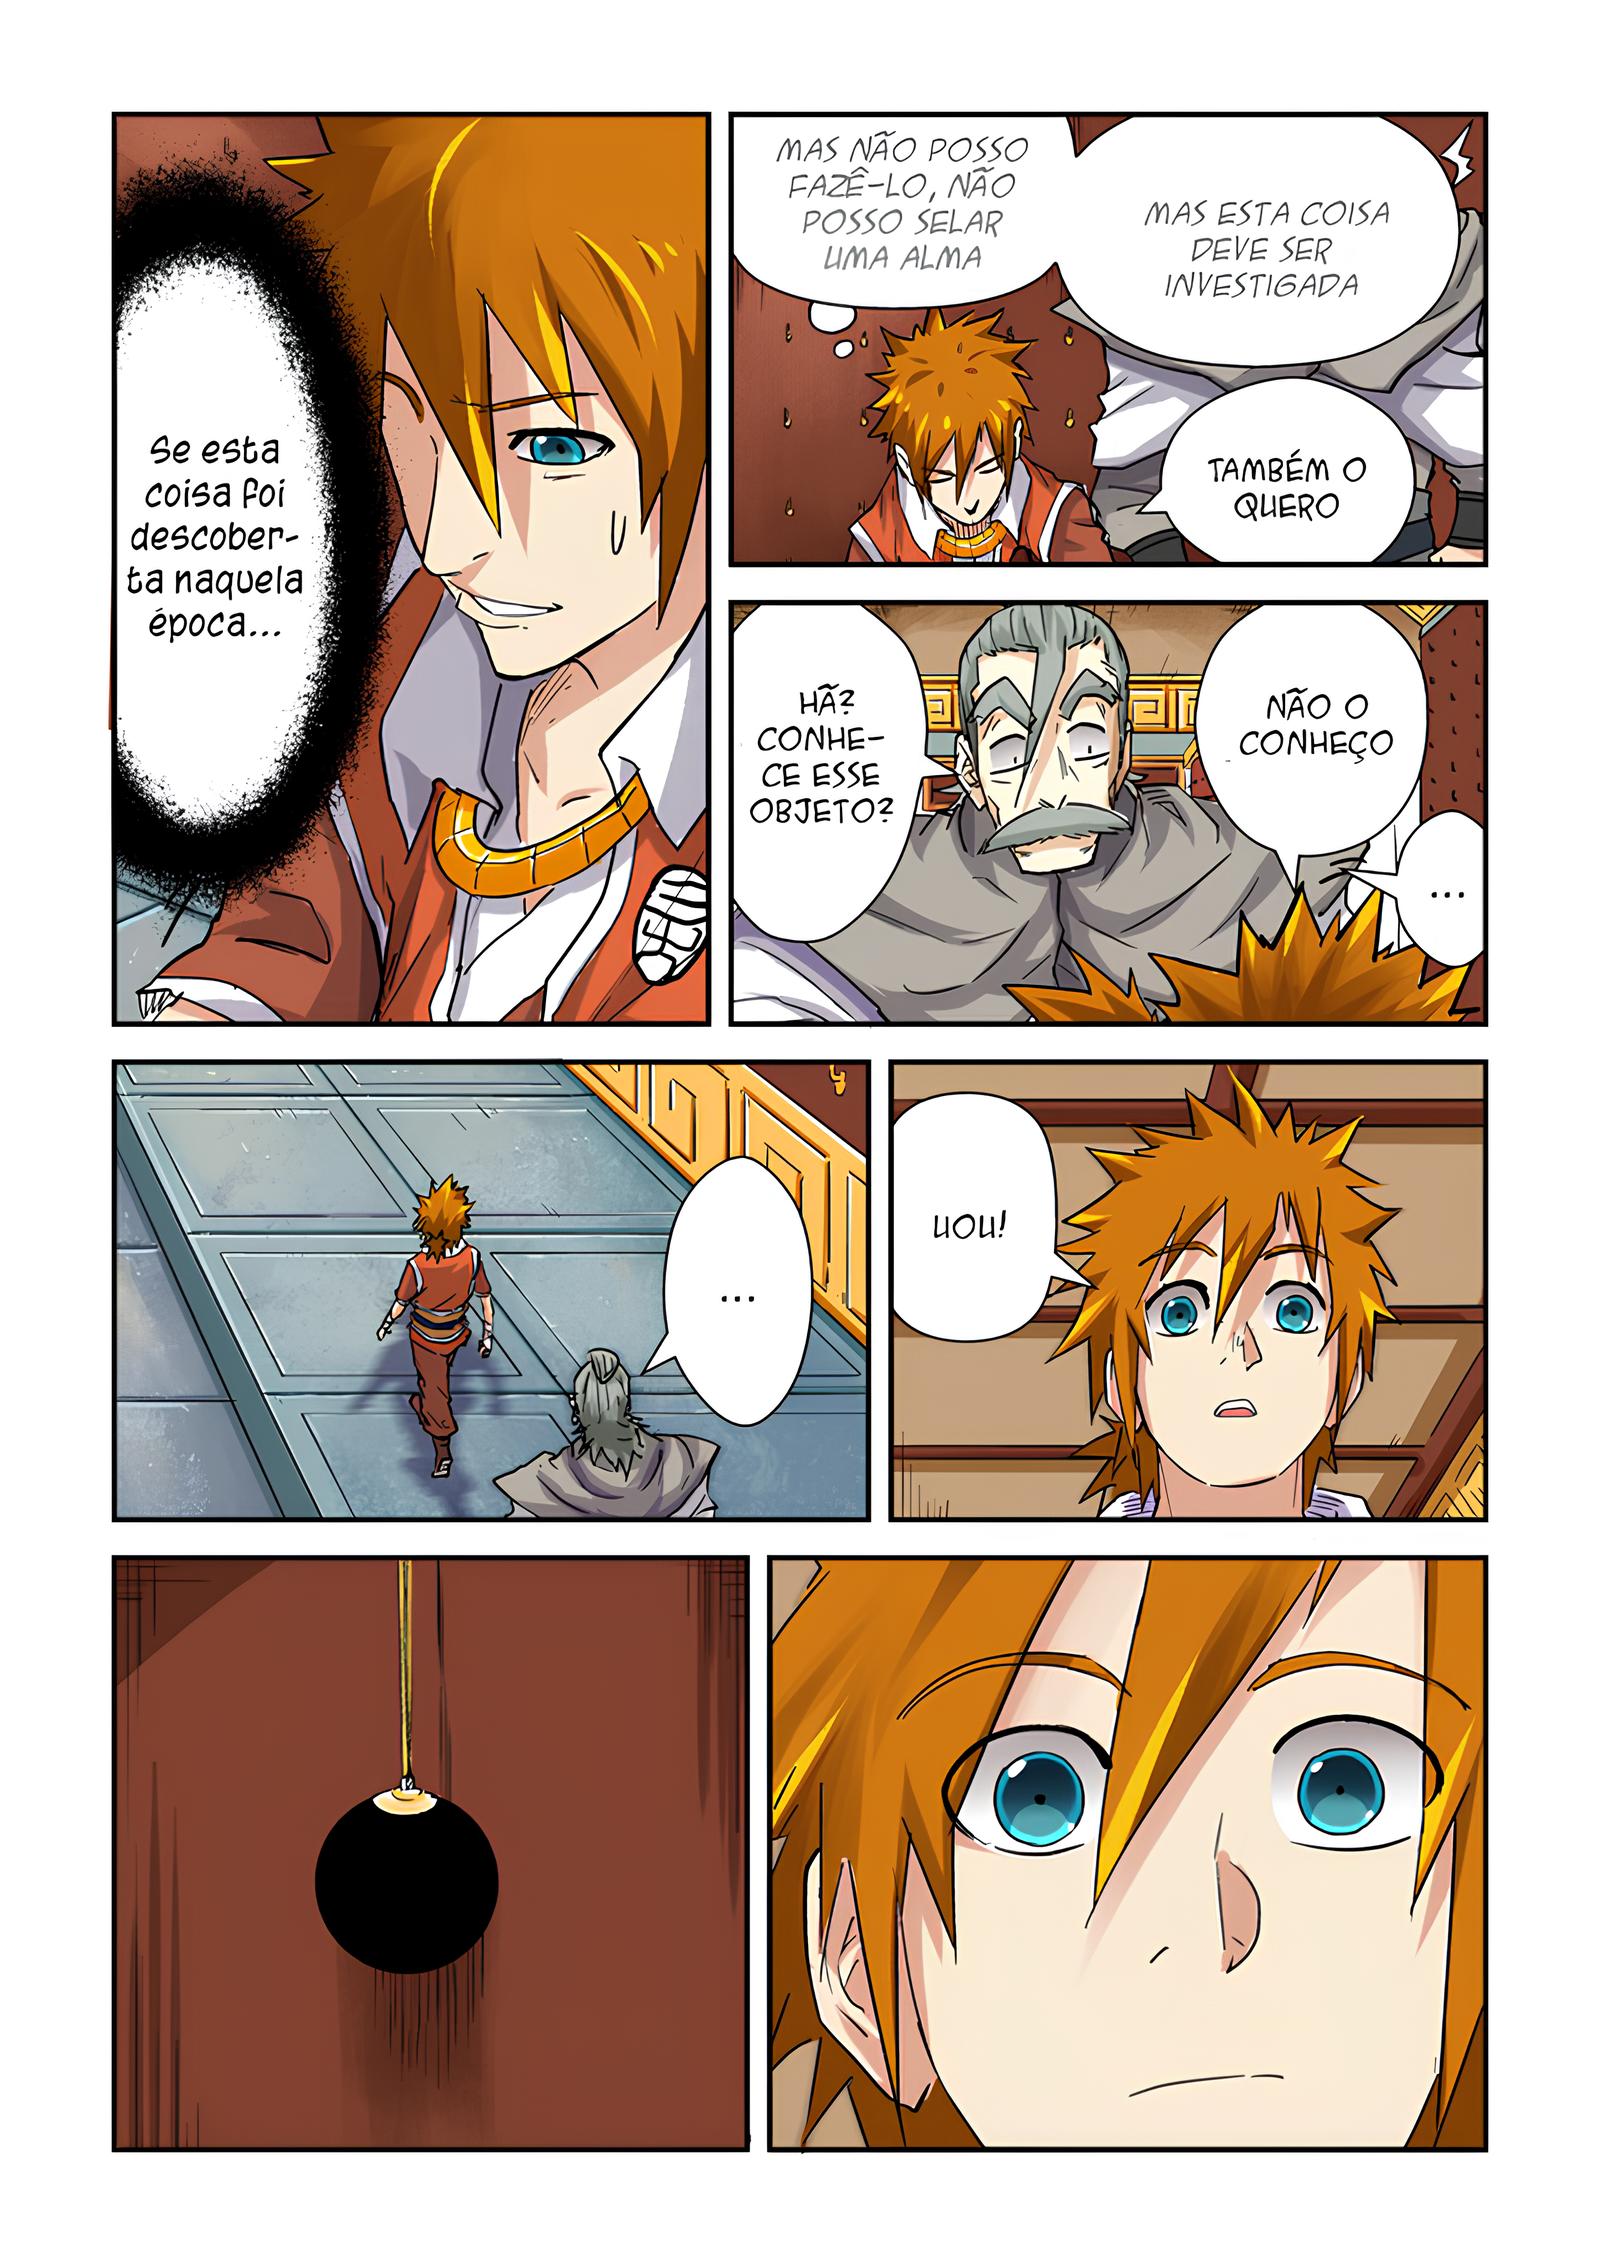 Se esta
coisa foi
descober-
ta naquela
época...
MAS NÃO POSSO
FAZÊ-LO, NÃO
POSSO SELAR
UMA ALMA
MAS ESTA COISA
DEVE SER
INVESTIGADA
TAMBÉM O
QUERO
HÃ?
CONHE-
CE ESSE
OBJETO?
NÃO O
CONHEÇO
...
...
UOU!